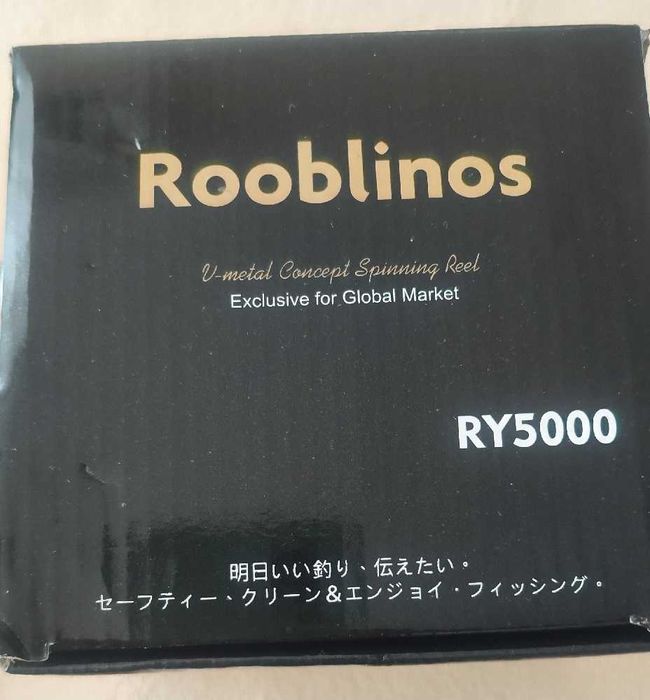 Rooblinos
U-metal Concept Spinning Reel
Exclusive for Global Market
RY5000
明日いい釣り、伝えたい。
セーフティー、クリーン&エンジョイ・フィッシング。